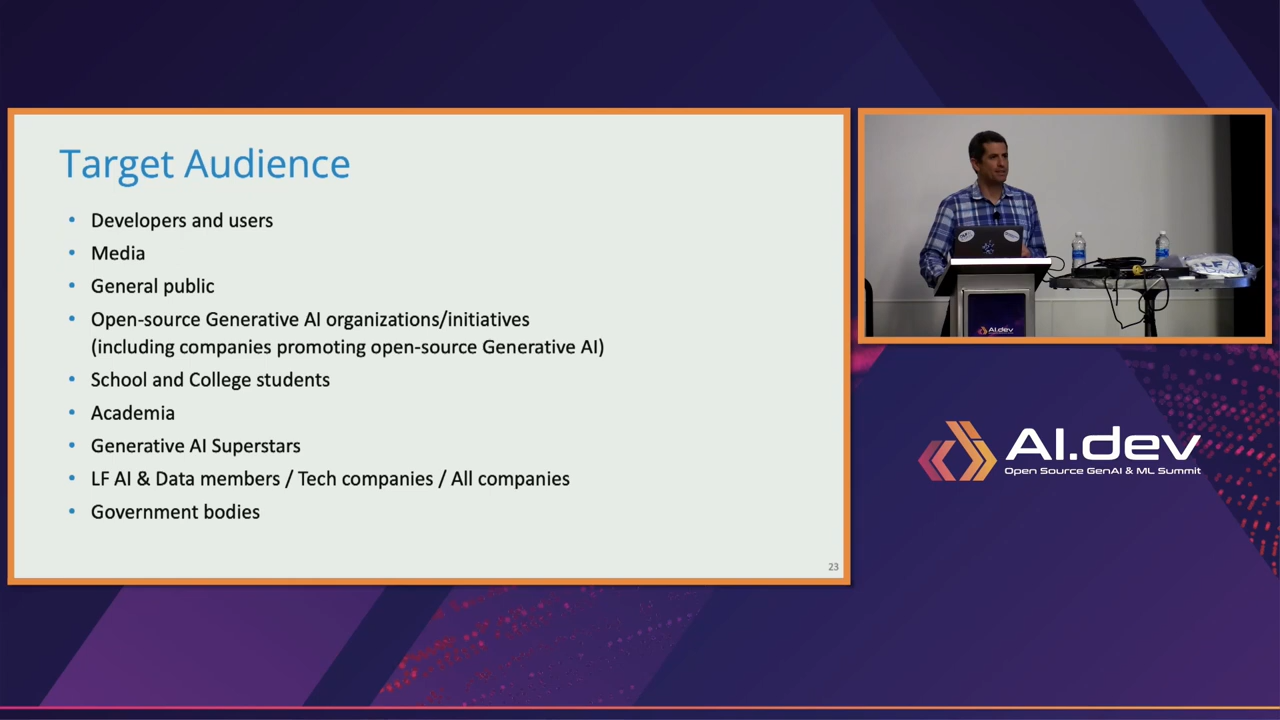 Target Audience
• Developers and users
• Media
• General public
• Open-source Generative AI organizations/initiatives
(including companies promoting open-source Generative AI)
• School and College students
• Academia
• Generative AI Superstars
• LF AI & Data members / Tech companies / All companies
• Government bodies
23
AI.dev
AI.dev
Open Source GenAI & ML Summit